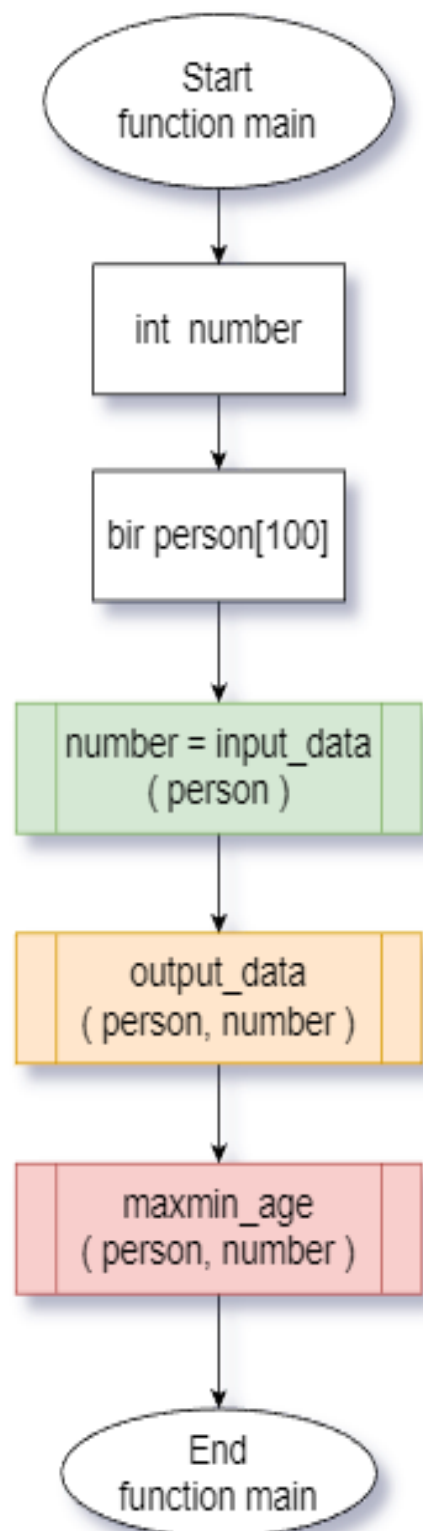 Start
function main
int number
bir person[100]
number = input_data
( person )
output_data
( person, number )
maxmin_age
( person, number )
End
function main